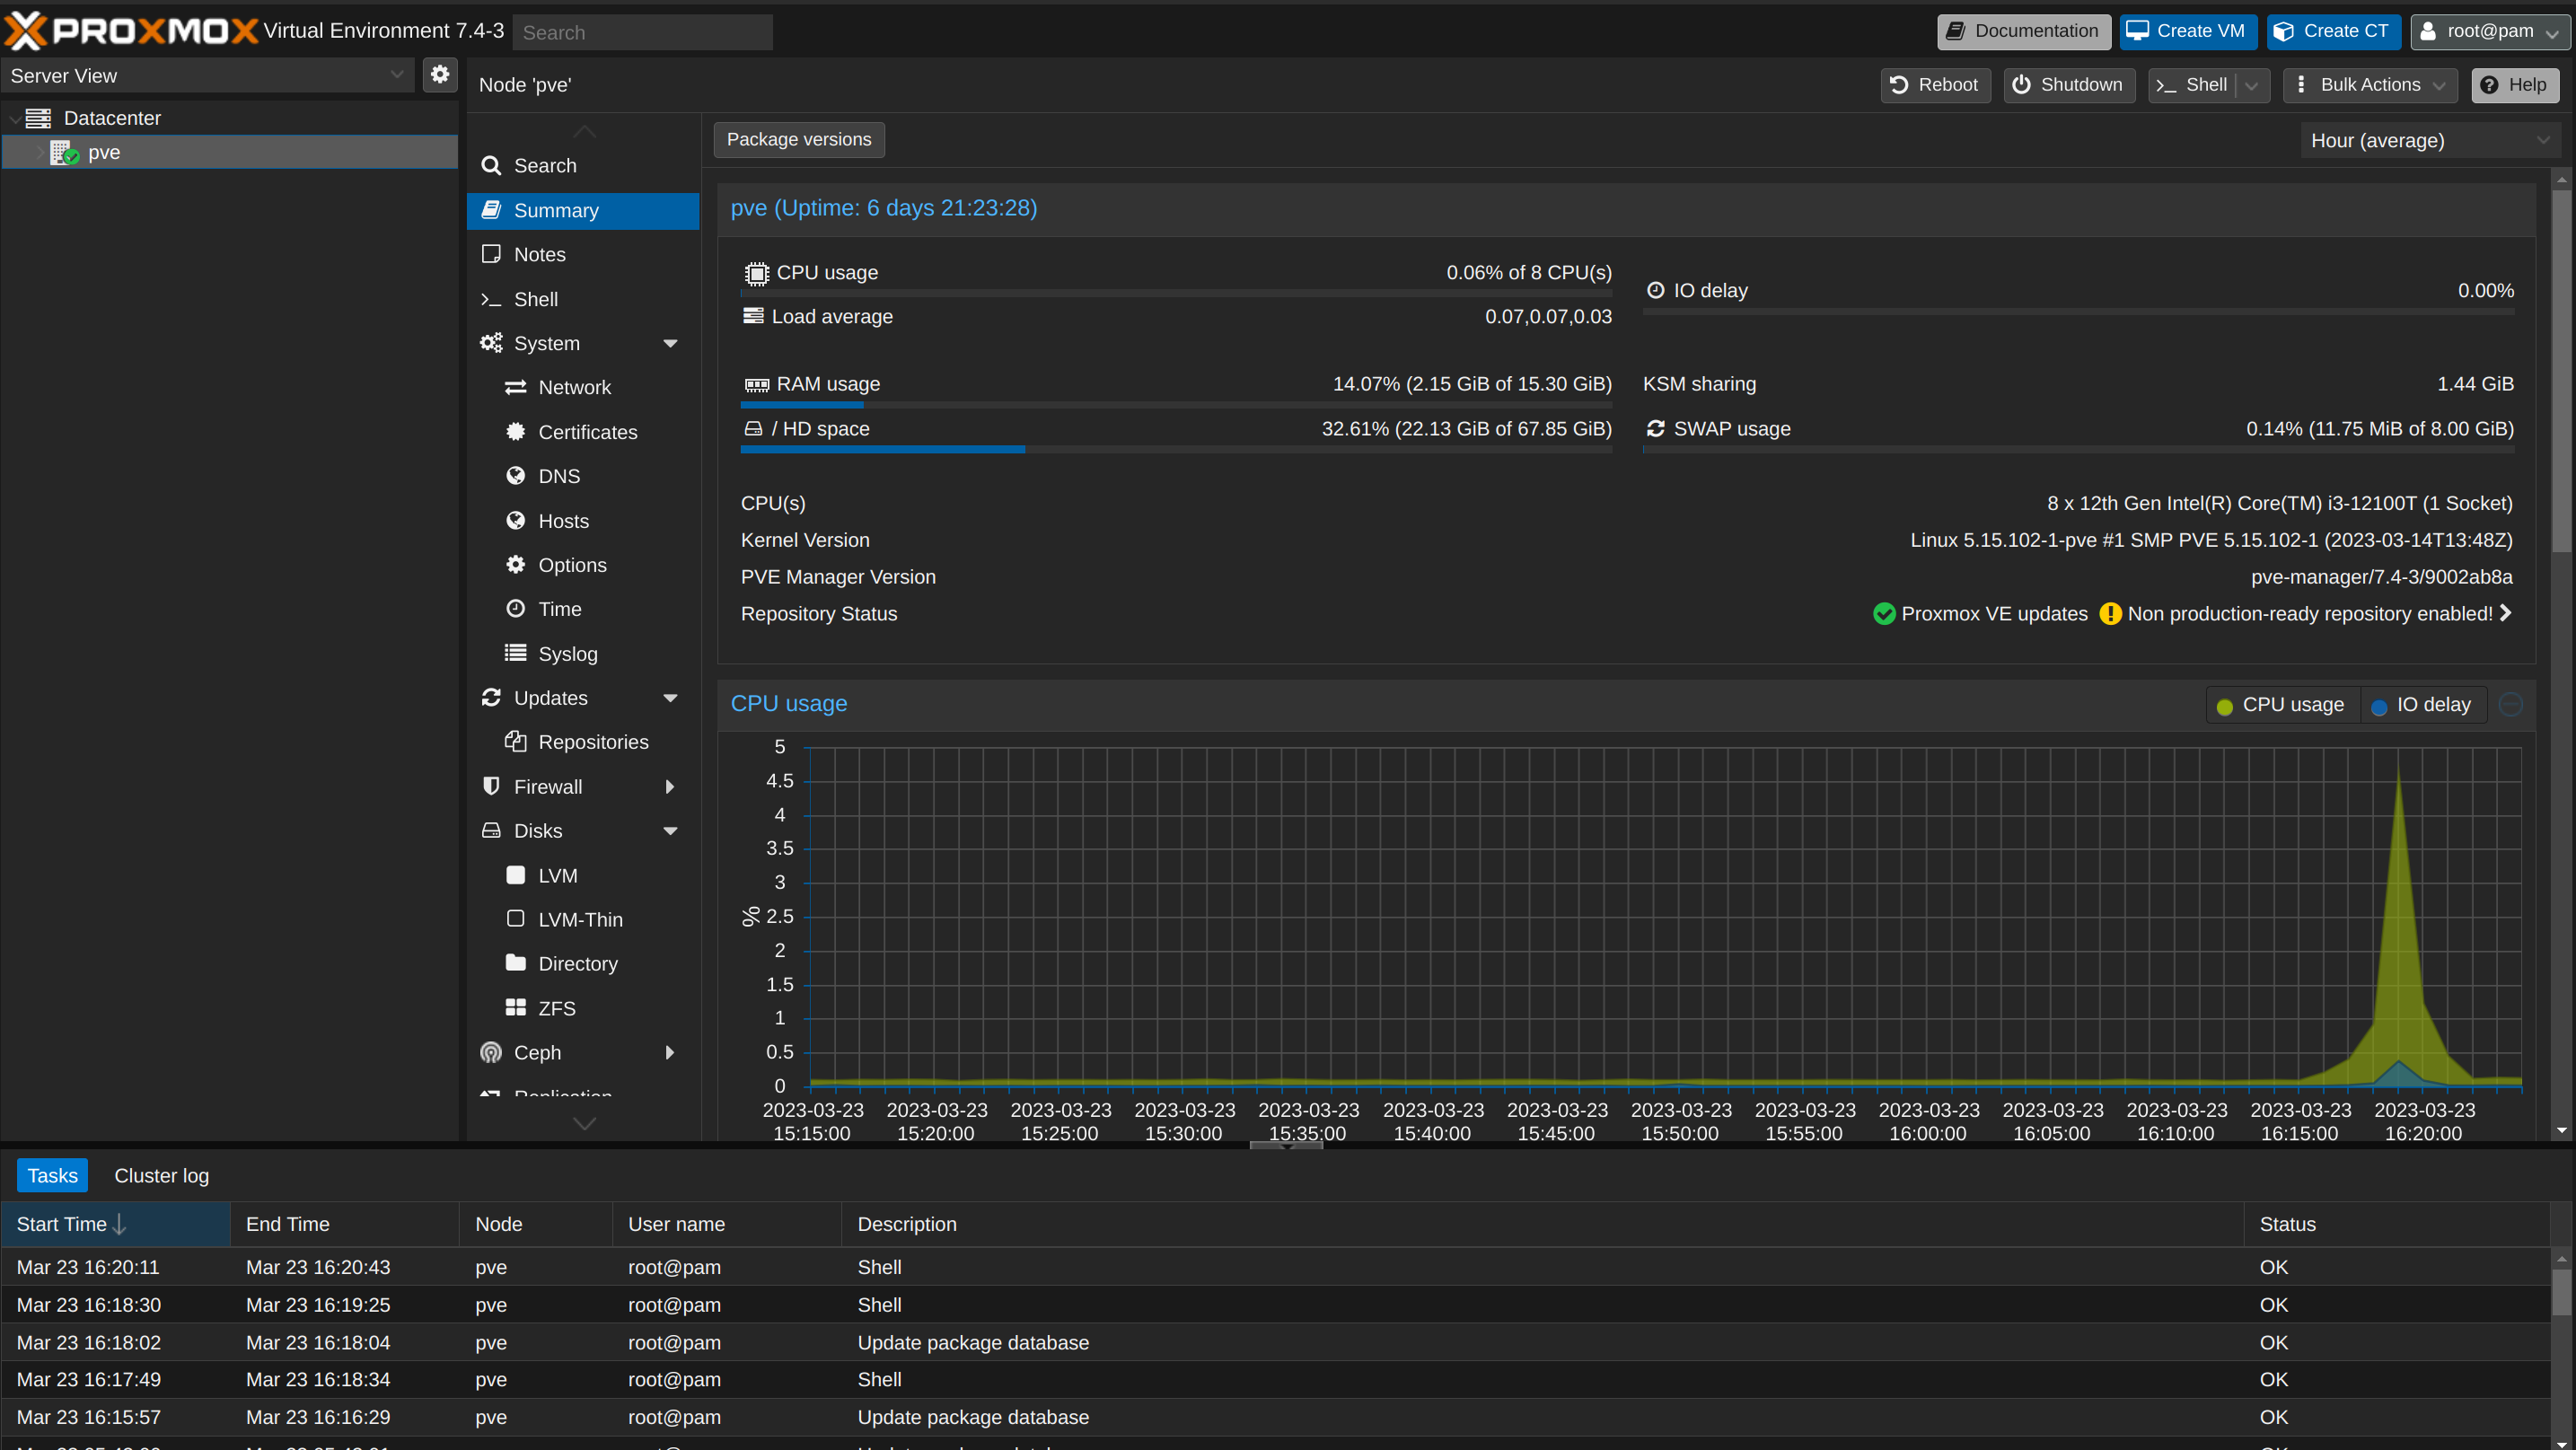 PROXMOX Virtual Environment 7.4-3 Search Documentation Create VM Create CT root@pam
Server View
Datacenter
pve
Node 'pve' Reboot Shutdown Shell Bulk Actions Help
Search
Summary
Notes
Shell
System
Network
Certificates
DNS
Hosts
Options
Time
Syslog
Updates
Repositories
Firewall
Disks
LVM
LVM-Thin
Directory
ZFS
Ceph
Replication
Package versions Hour (average)
pve (Uptime: 6 days 21:23:28)
CPU usage 0.06% of 8 CPU(s)
IO delay 0.00%
Load average 0.07,0.07,0.03
RAM usage 14.07% (2.15 GiB of 15.30 GiB) KSM sharing 1.44 GiB
/ HD space 32.61% (22.13 GiB of 67.85 GiB) SWAP usage 0.14% (11.75 MiB of 8.00 GiB)
CPU(s) 8 x 12th Gen Intel(R) Core(TM) i3-12100T (1 Socket)
Kernel Version Linux 5.15.102-1-pve #1 SMP PVE 5.15.102-1 (2023-03-14T13:48Z)
PVE Manager Version pve-manager/7.4-3/9002ab8a
Repository Status Proxmox VE updates Non production-ready repository enabled!
CPU usage CPU usage IO delay
5
4.5
4
3.5
3
% 2.5
2
1.5
1
0.5
0
2023-03-23 2023-03-23 2023-03-23 2023-03-23 2023-03-23 2023-03-23 2023-03-23 2023-03-23 2023-03-23 2023-03-23 2023-03-23 2023-03-23 2023-03-23 2023-03-23
15:15:00 15:20:00 15:25:00 15:30:00 15:35:00 15:40:00 15:45:00 15:50:00 15:55:00 16:00:00 16:05:00 16:10:00 16:15:00 16:20:00
Tasks Cluster log
Start Time End Time Node User name Description Status
Mar 23 16:20:11 Mar 23 16:20:43 pve root@pam Shell OK
Mar 23 16:18:30 Mar 23 16:19:25 pve root@pam Shell OK
Mar 23 16:18:02 Mar 23 16:18:04 pve root@pam Update package database OK
Mar 23 16:17:49 Mar 23 16:18:34 pve root@pam Shell OK
Mar 23 16:15:57 Mar 23 16:16:29 pve root@pam Update package database OK